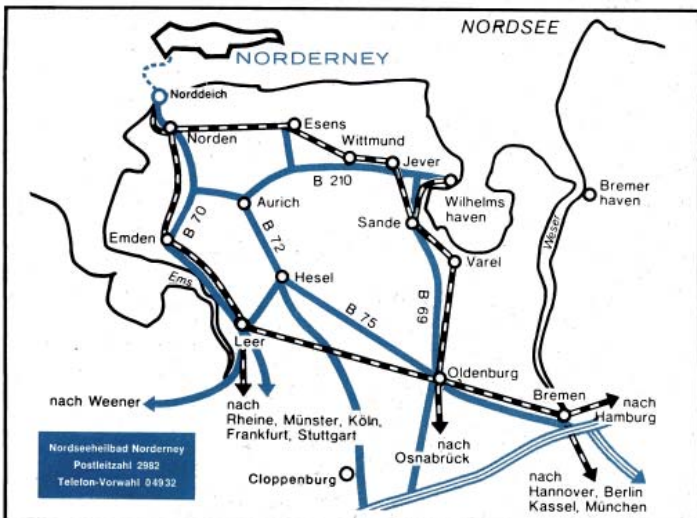 NORDSEE
NORDERNEY
Norddeich
Norden
Esens
Wittmund
Jever
B 210
Wilhelms
haven
Bremer
haven
Aurich
Sande
Weser
B 70
B 72
Emden
Varel
Hesel
Ems
B 75
B 69
Leer
Oldenburg
Bremen
nach
Hamburg
nach Weener
nach
Rheine, Münster, Köln,
Frankfurt, Stuttgart
nach
Osnabrück
Nordseeheilbad Norderney
Postleitzahl 2982
Telefon-Vorwahl 04932
Cloppenburg
nach
Hannover, Berlin
Kassel, München